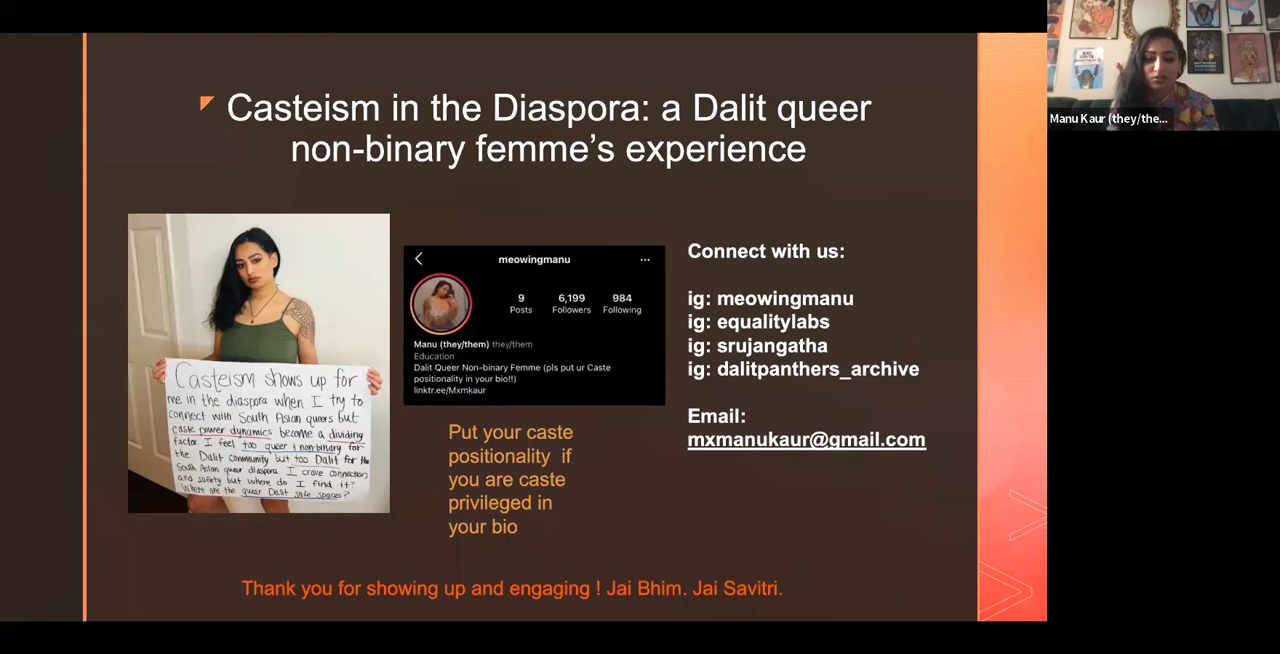 Casteism in the Diaspora: a Dalit queer
non-binary femme's experience
Casteism shows up for
me in the diaspora when I try to
connect with South Asian queers but
caste power dynamics become a dividing
factor I feel too queer & non-binary for
the Dalit community but too Dalit for the
South Asian queer diaspora I crave connection
and safety but where do I find it?
Where are the queer Dalit safe spaces?
meowingmanu
...
9 6,199 984
Posts Followers Following
Manu (they/them) they/them
Education
Dalit Queer Non-binary Femme (pls put ur Caste
positionality in your bio!!)
linktr.ee/Mxmkaur
Put your caste
positionality if
you are caste
privileged in
your bio
Connect with us:
ig: meowingmanu
ig: equalitylabs
ig: srujangatha
ig: dalitpanthers_archive
Email:
mxmanukaur@gmail.com
Thank you for showing up and engaging ! Jai Bhim. Jai Savitri.
Manu Kaur (they/the...